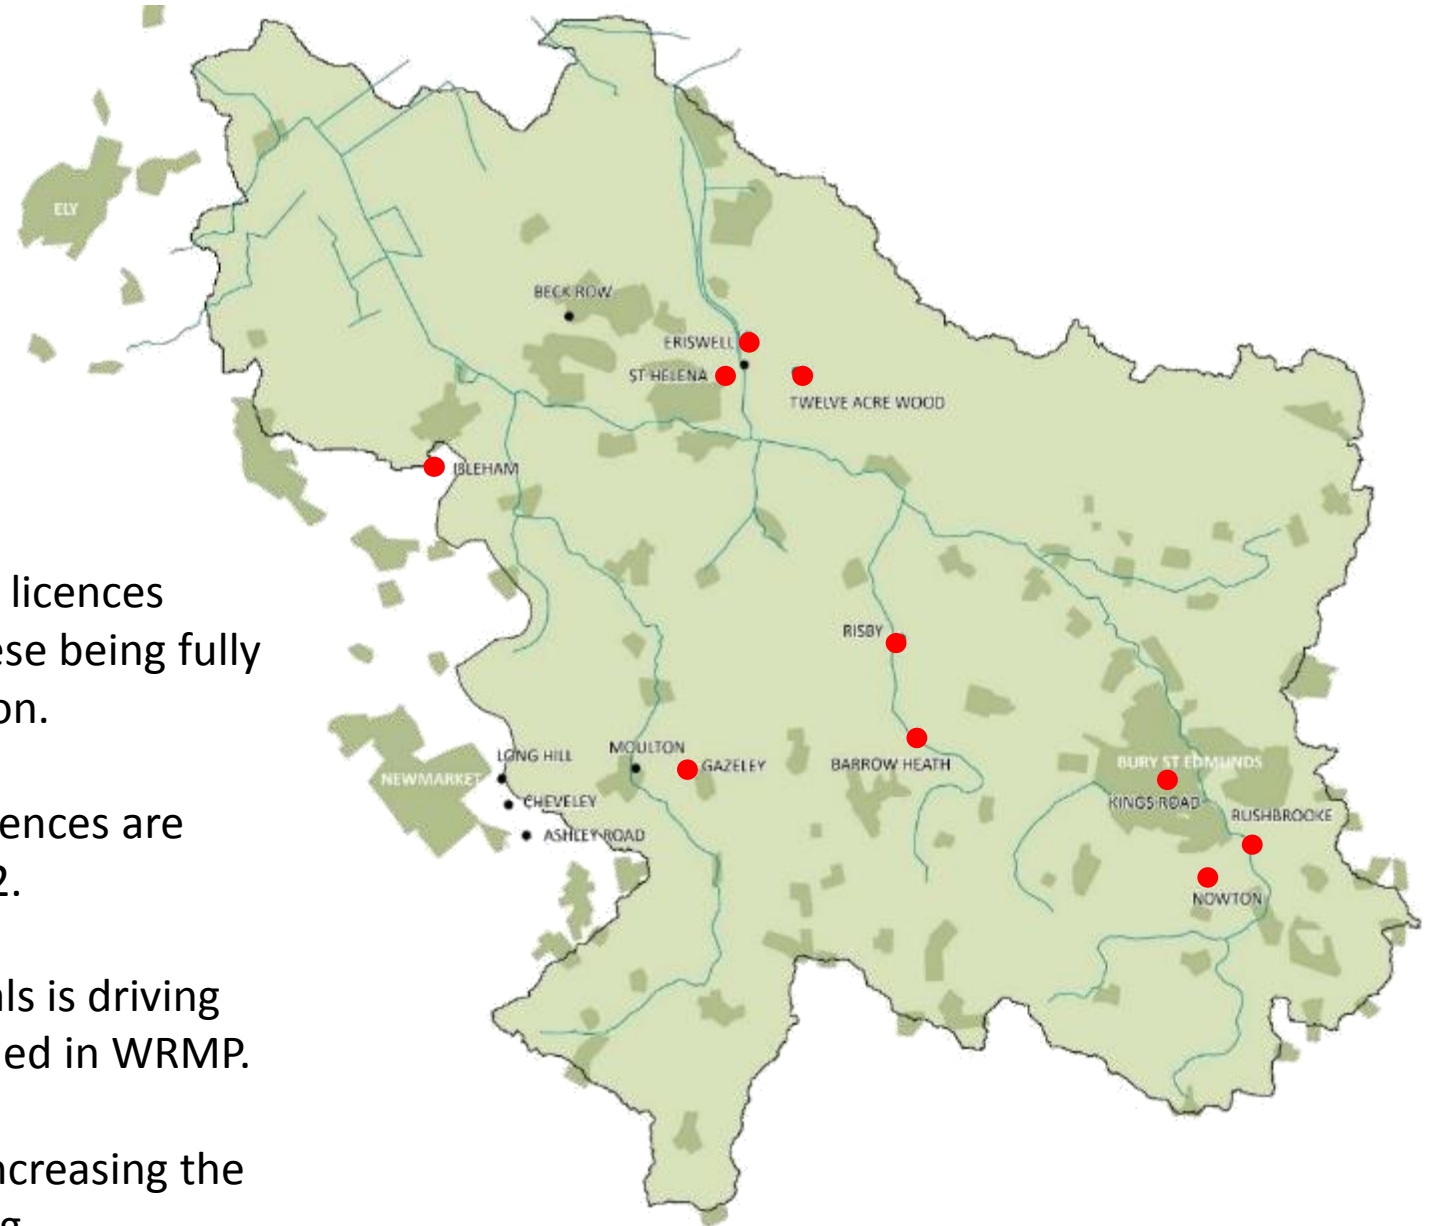 ELY
BECK ROW
ERISWELL
ST HELENA
TWELVE ACRE WOOD
ISLEHAM
licences
ese being fully
on.
RISBY
LONG HILL
MOULTON
GAZELEY
BARROW HEATH
BURY ST EDMUNDS
NEWMARKET
CHEVELEY
KINGS ROAD
RUSHBROOKE
ences are
ASHLEY ROAD
2.
NOWTON
als is driving
ed in WRMP.
ncreasing the